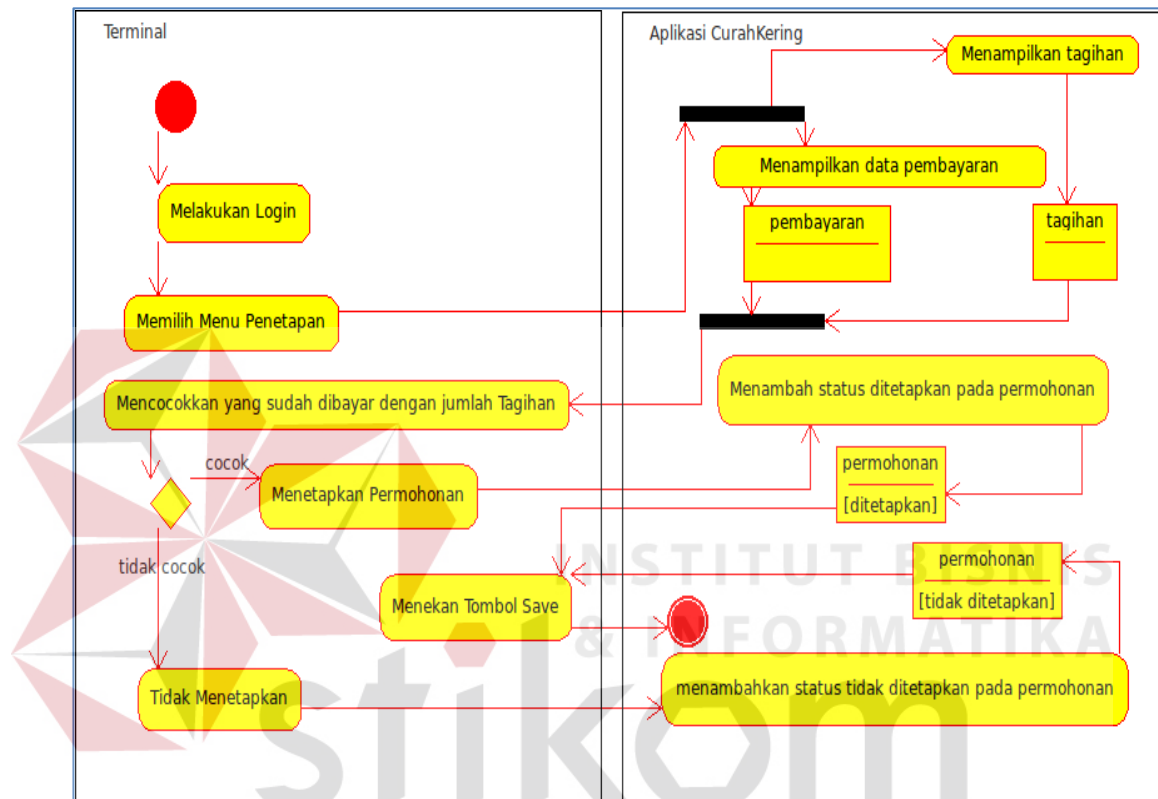 Terminal
Aplikasi CurahKering
Menampilkan tagihan
Menampilkan data pembayaran
Melakukan Login
pembayaran
tagihan
Memilih Menu Penetapan
Mencocokkan yang sudah dibayar dengan jumlah Tagihan
Menambah status ditetapkan pada permohonan
cocok
Menetapkan Permohonan
permohonan
[ditetapkan]
tidak cocok
permohonan
[tidak ditetapkan]
Menekan Tombol Save
Tidak Menetapkan
menambahkan status tidak ditetapkan pada permohonan
INSTITUT BISNIS
& INFORMATIKA
stikom